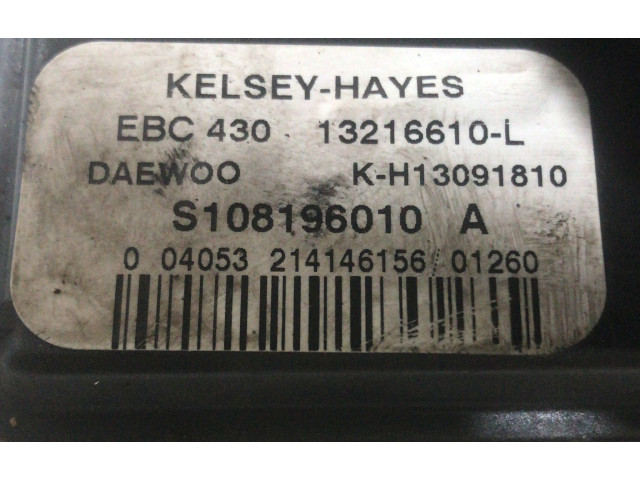 KELSEY-HAYES
EBC 430 13216610-L
DAEWOO K-H13091810
S108196010 A
0 04053 214146156 01260